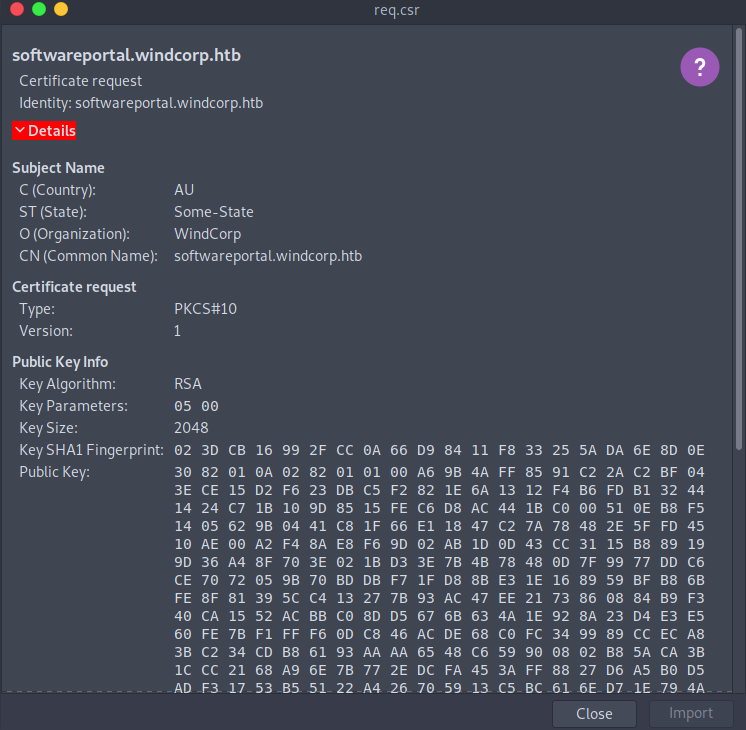 req.csr
softwareportal.windcorp.htb
?
Certificate request
Identity: softwareportal.windcorp.htb
Details
Subject Name
C (Country): AU
ST (State): Some-State
O (Organization): WindCorp
CN (Common Name): softwareportal.windcorp.htb
Certificate request
Type: PKCS#10
Version: 1
Public Key Info
Key Algorithm: RSA
Key Parameters: 05 00
Key Size: 2048
Key SHA1 Fingerprint: 02 3D CB 16 99 2F CC 0A 66 D9 84 11 F8 33 25 5A DA 6E 8D 0E
Public Key: 30 82 01 0A 02 82 01 01 00 A6 9B 4A FF 85 91 C2 2A C2 BF 04
3E CE 15 D2 F6 23 DB C5 F2 82 1E 6A 13 12 F4 B6 FD B1 32 44
14 24 C7 1B 10 9D 85 15 FE C6 D8 AC 44 1B C0 00 51 0E B8 F5
14 05 62 9B 04 41 C8 1F 66 E1 18 47 C2 7A 78 48 2E 5F FD 45
10 AE 00 A2 F4 8A E8 F6 9D 02 AB 1D 0D 43 CC 31 15 B8 89 19
9D 36 A4 8F 70 3E 02 1B D3 3E 7B 4B 78 48 0D 7F 99 77 DD C6
CE 70 72 05 9B 70 BD DB F7 1F D8 8B E3 1E 16 89 59 BF B8 6B
FE 8F 81 39 5C C4 13 27 7B 93 AC 47 EE 21 73 86 08 84 B9 F3
40 CA 15 52 AC BB C0 8D D5 67 6B 63 4A 1E 92 8A 23 D4 E3 E5
60 FE 7B F1 FF F6 0D C8 46 AC DE 68 C0 FC 34 99 89 CC EC A8
3B C2 34 CD B8 61 93 AA AA 65 48 C6 59 90 08 02 B8 5A CA 3B
1C CC 21 68 A9 6E 7B 77 2E DC FA 45 3A FF 88 27 D6 A5 B0 D5
AD F3 17 53 B5 51 22 A4 26 70 59 13 C5 BC 61 6E D7 1E 79 4A
Close Import